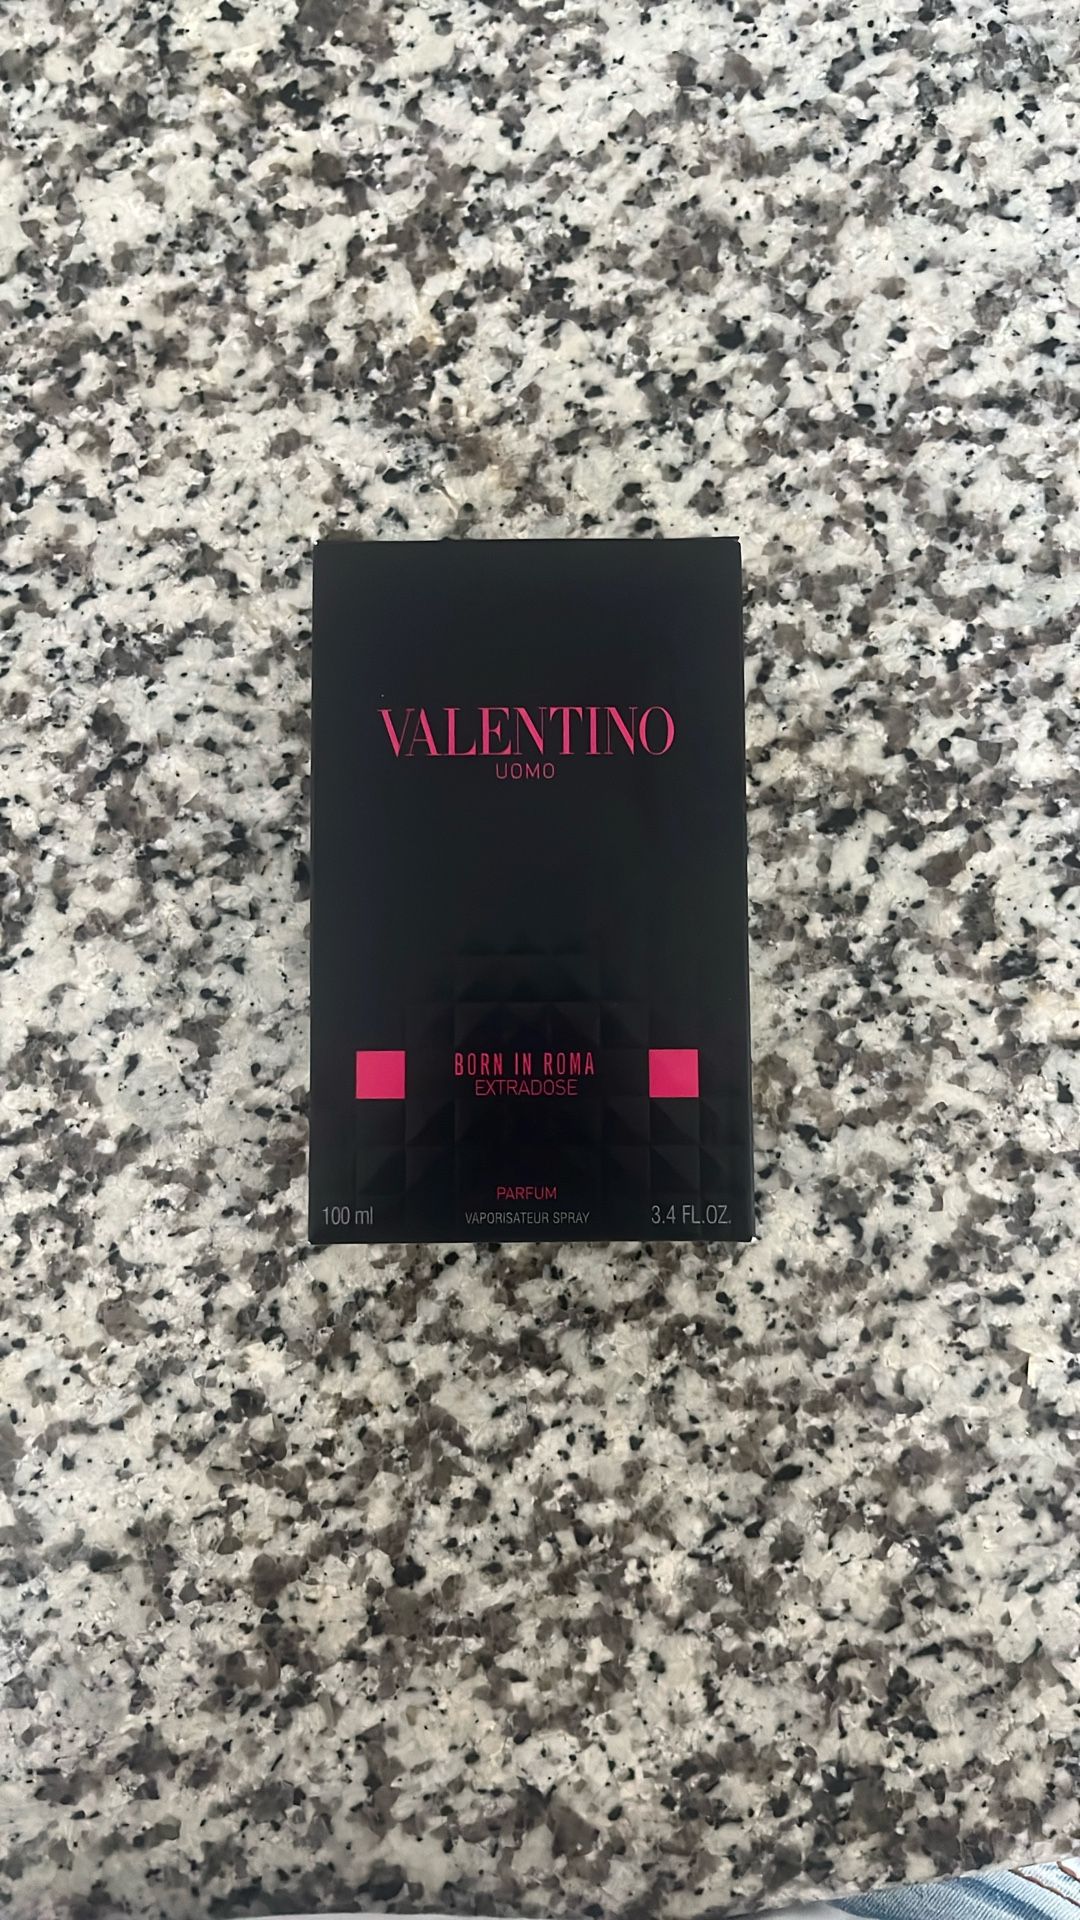 VALENTINO
UOMO
BORN IN ROMA
EXTRADOSE
PARFUM
100 ml VAPORISATEUR SPRAY 3.4 FL.OZ.